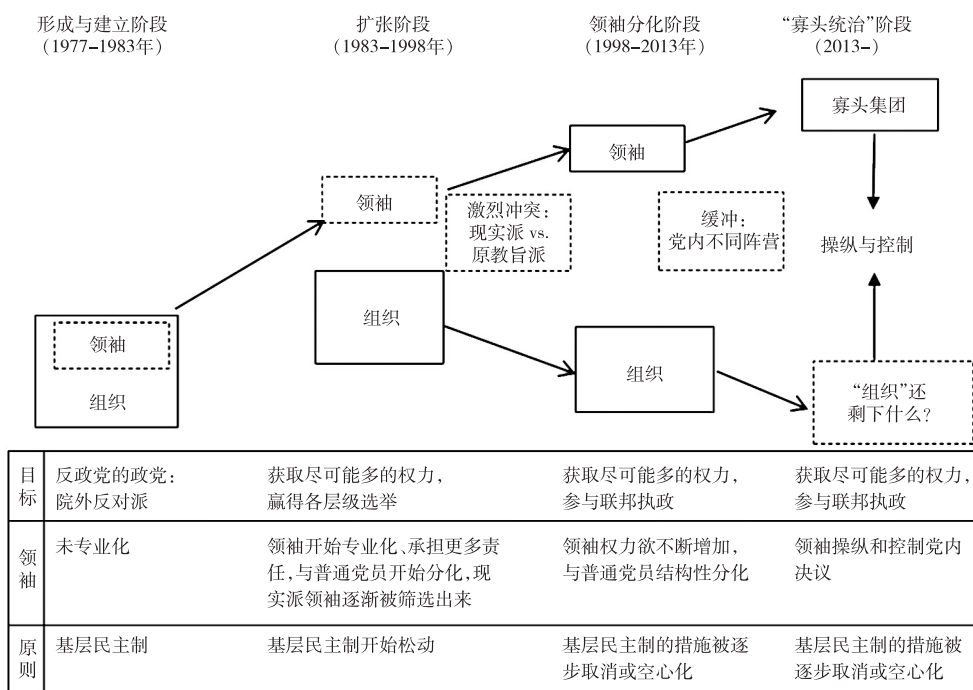 形成与建立阶段
(1977-1983年)
扩张阶段
(1983-1998年)
领袖分化阶段
(1998-2013年)
“寡头统治”阶段
(2013-)
寡头集团
领袖
领袖
激烈冲突：
现实派 vs.
原教旨派
缓冲：
党内不同阵营
操纵与控制
领袖
组织
组织
组织
“组织”还
剩下什么?
目标
反政党的政党：
院外反对派
获取尽可能多的权力，
赢得各层级选举
获取尽可能多的权力，
参与联邦执政
获取尽可能多的权力，
参与联邦执政
领袖
未专业化
领袖开始专业化、承担更多责
任，与普通党员开始分化，现
实派领袖逐渐被筛选出来
领袖权力欲不断增加，
与普通党员结构性分化
领袖操纵和控制党内
决议
原则
基层民主制
基层民主制开始松动
基层民主制的措施被逐
步取消或空心化
基层民主制的措施被
逐步取消或空心化